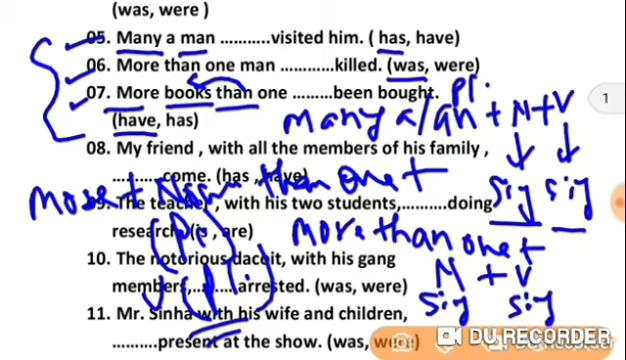 (was, were )
05. Many a man ...........visited him. ( has, have)
06. More than one man ............killed. (was, were)
07. More books than one .........been bought.
(have, has)
many a/an + N + V
sig sig
08. My friend , with all the members of his family ,
..........come. (has , have)
More + Noun than one +
09. The teacher , with his two students,..........doing
research. (is , are)
more than one +
N + V
sig sig
10. The notorious dacoit, with his gang
members,.........arrested. (was, were)
11. Mr. Sinha with his wife and children,
..........present at the show. (was, were)
1
DU RECORDER